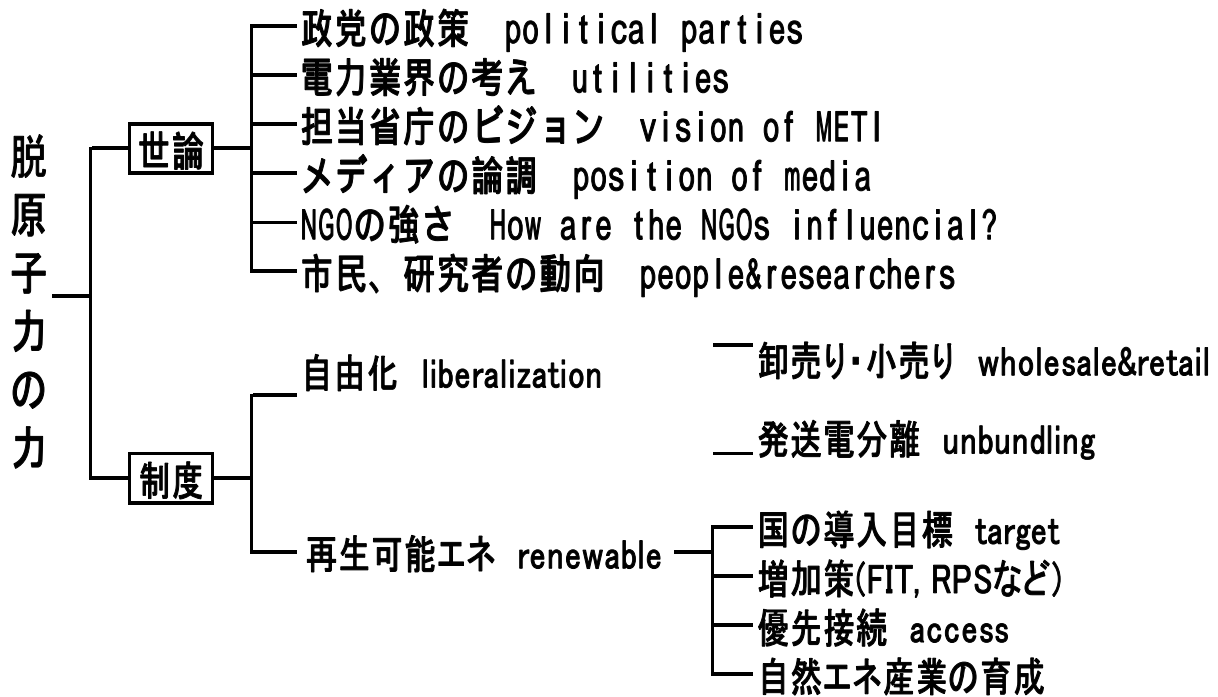 脱原子力の力
世論
政党の政策 political parties
電力業界の考え utilities
担当省庁のビジョン vision of METI
メディアの論調 position of media
NGOの強さ How are the NGOs influencial?
市民、研究者の動向 people&researchers
制度
自由化 liberalization
卸売り・小売り wholesale&retail
発送電分離 unbundling
再生可能エネ renewable
国の導入目標 target
増加策(FIT, RPSなど)
優先接続 access
自然エネ産業の育成